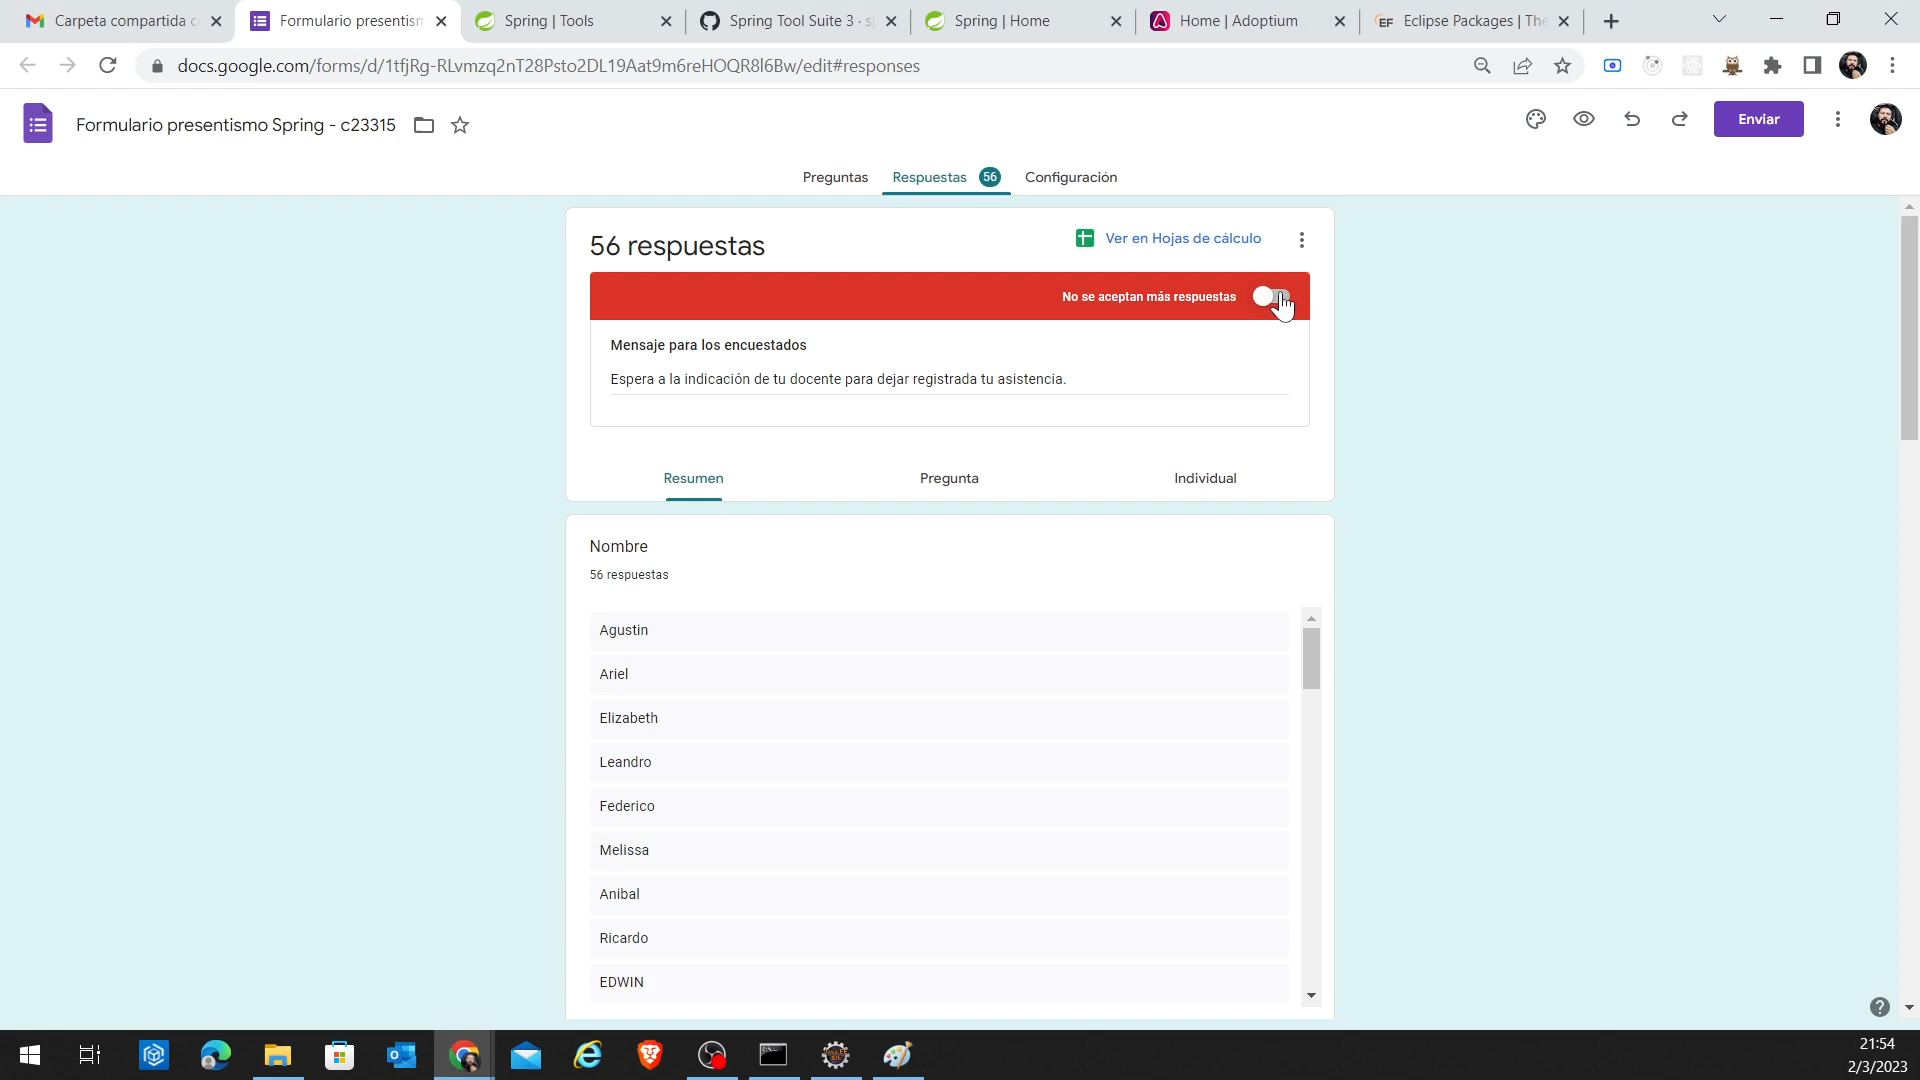 Carpeta compartida c
Formulario presentism
Spring | Tools
Spring Tool Suite 3 · s
Spring | Home
Home | Adoptium
Eclipse Packages | The
docs.google.com/forms/d/1tfjRg-RLvmzq2nT28Psto2DL19Aat9m6reHOQR8l6Bw/edit#responses
Formulario presentismo Spring - c23315
Enviar
Preguntas
Respuestas 56
Configuración
56 respuestas
Ver en Hojas de cálculo
No se aceptan más respuestas
Mensaje para los encuestados
Espera a la indicación de tu docente para dejar registrada tu asistencia.
Resumen
Pregunta
Individual
Nombre
56 respuestas
Agustin
Ariel
Elizabeth
Leandro
Federico
Melissa
Anibal
Ricardo
EDWIN
21:54
2/3/2023